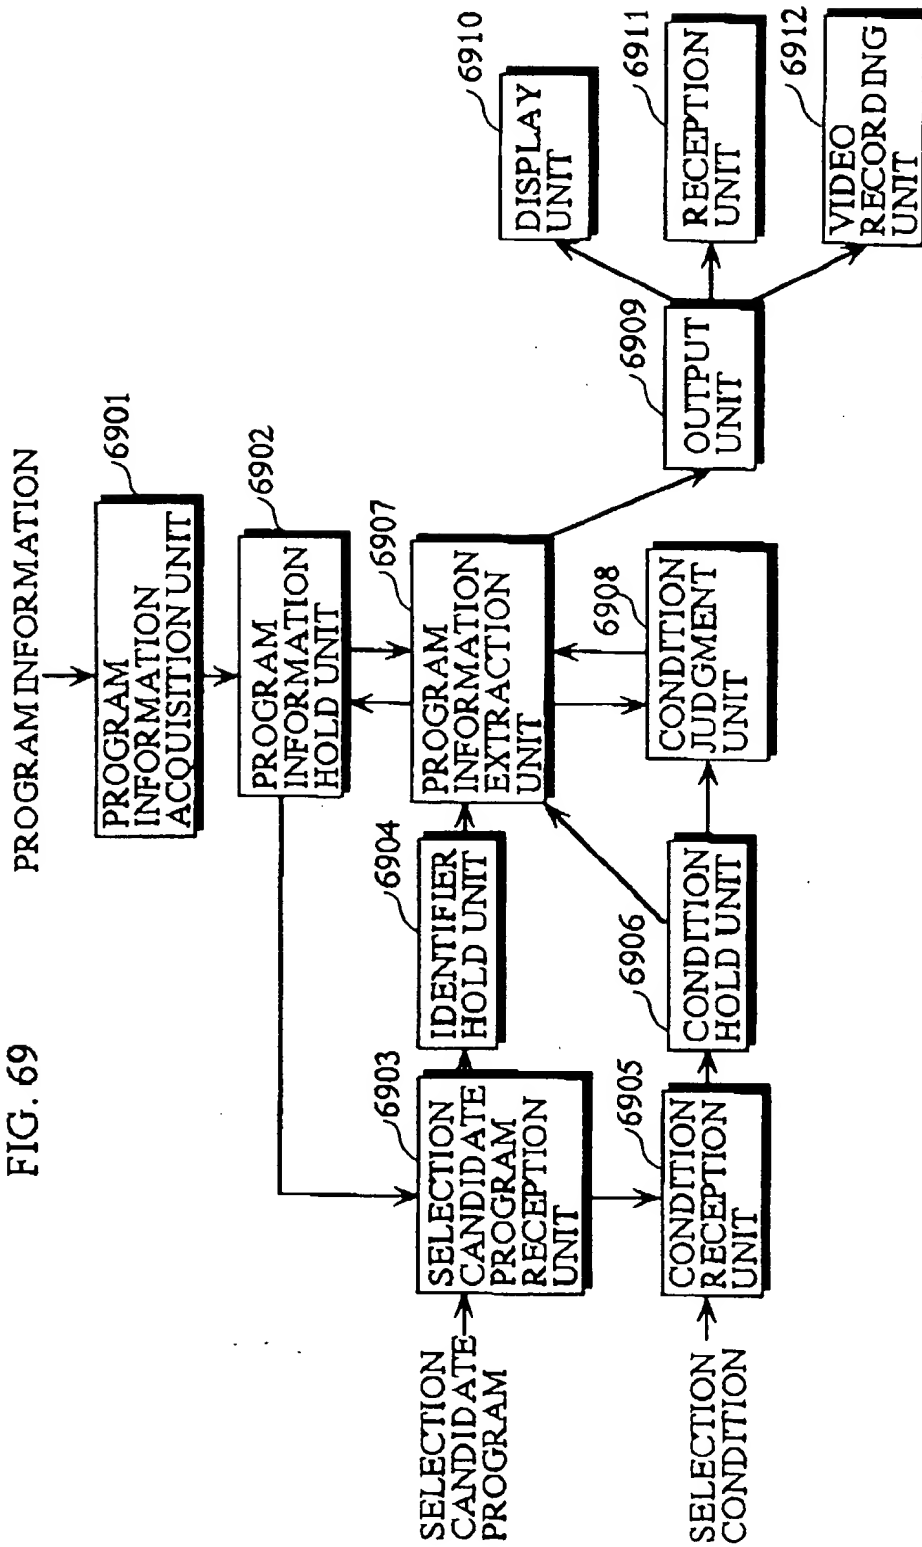 FIG. 69
PROGRAM INFORMATION
PROGRAM
INFORMATION
ACQUISITION UNIT
6901
PROGRAM
INFORMATION
HOLD UNIT
6902
SELECTION
CANDIDATE
PROGRAM
SELECTION
CANDIDATE
PROGRAM
RECEPTION
UNIT
6903
IDENTIFIER
HOLD UNIT
6904
PROGRAM
INFORMATION
EXTRACTION
UNIT
6907
SELECTION
CONDITION
CONDITION
RECEPTION
UNIT
6905
CONDITION
HOLD UNIT
6906
CONDITION
JUDGMENT
UNIT
6908
OUTPUT
UNIT
6909
DISPLAY
UNIT
6910
RECEPTION
UNIT
6911
VIDEO
RECORDING
UNIT
6912